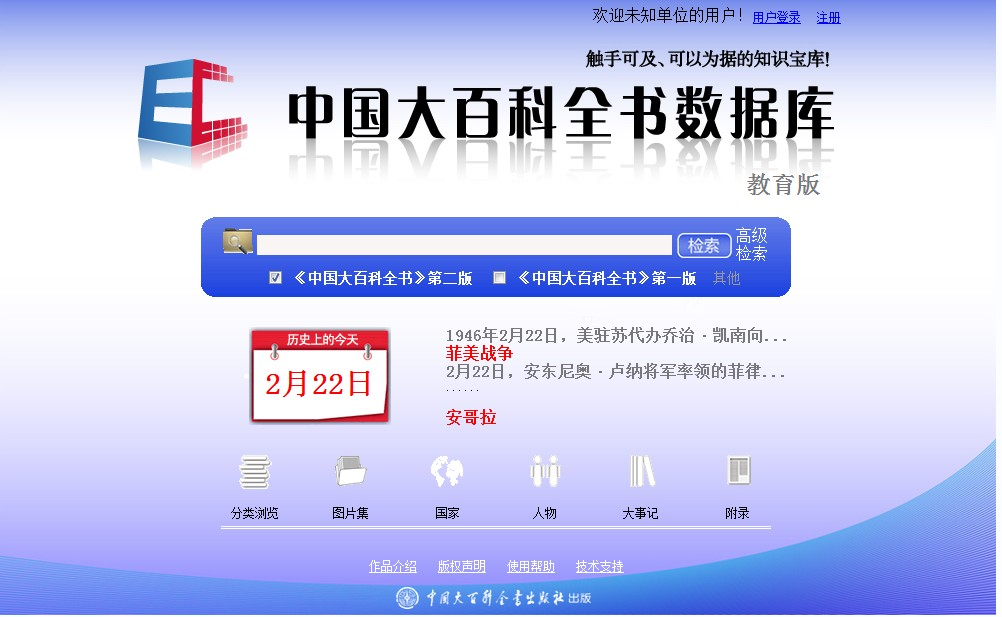 欢迎未知单位的用户！ 用户登录 注册
触手可及、可以为据的知识宝库!
EC
中国大百科全书数据库
教育版
检索 高级检索
《中国大百科全书》第二版 《中国大百科全书》第一版 其他
历史上的今天
2月22日
1946年2月22日，美驻苏代办乔治·凯南向...
菲美战争
2月22日，安东尼奥·卢纳将军率领的菲律...
......
安哥拉
分类浏览 图片集 国家 人物 大事记 附录
作品介绍 版权声明 使用帮助 技术支持
中国大百科全书出版社 出版